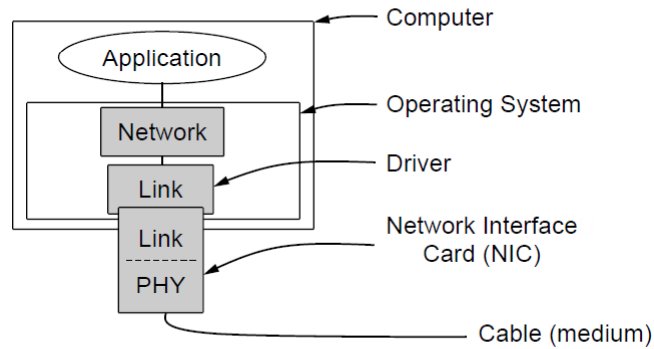 Computer
Application
Operating System
Network
Driver
Link
Link
Network Interface
Card (NIC)
PHY
Cable (medium)